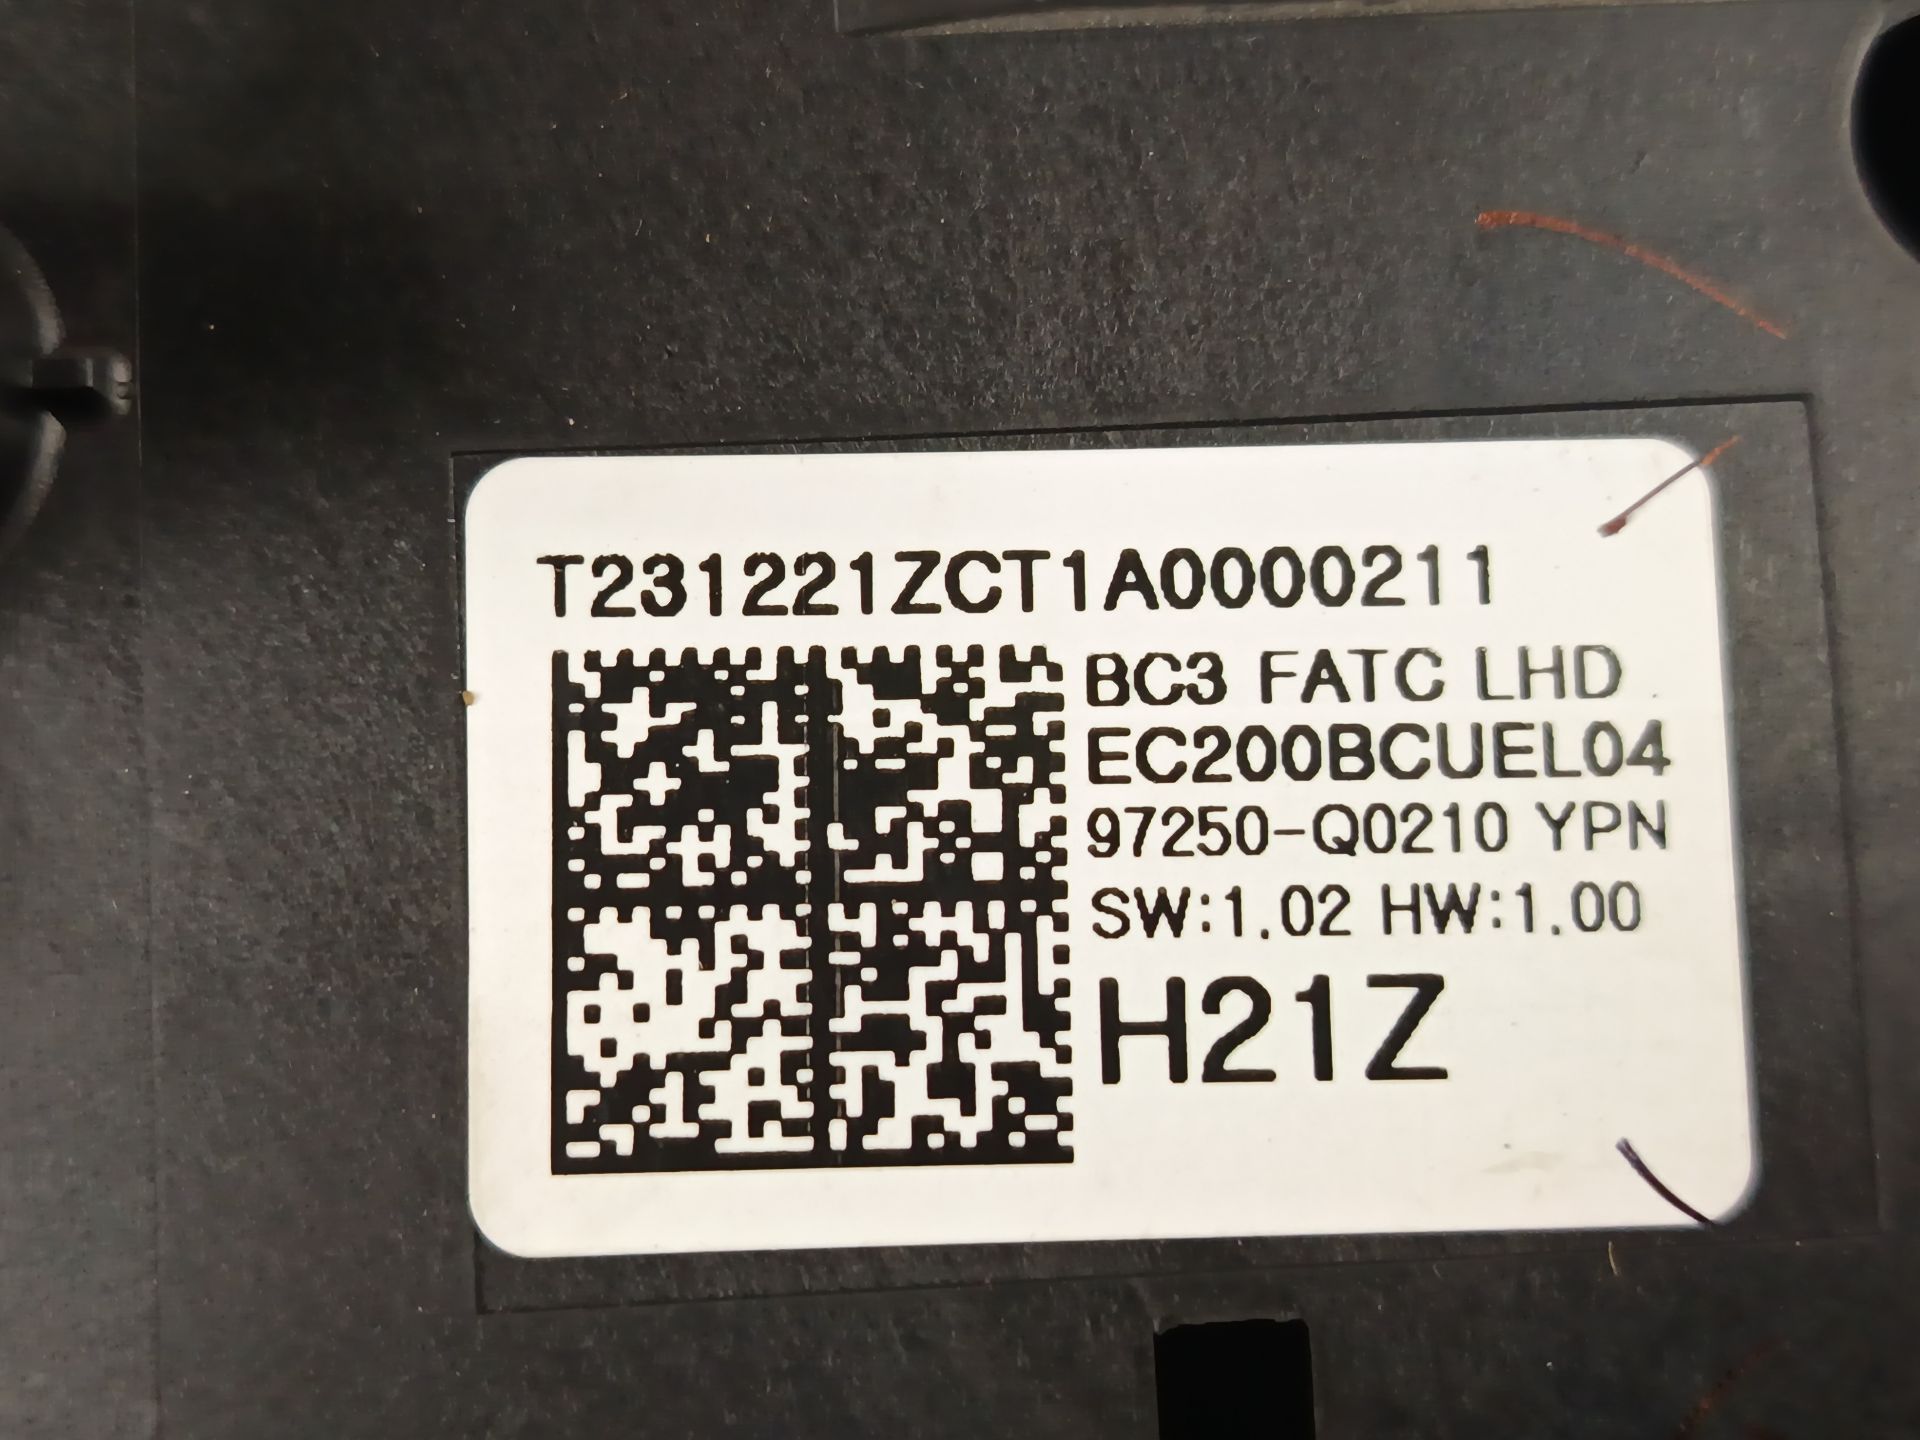 T231221ZCT1A0000211
BC3 FATC LHD
EC200BCUEL04
97250-Q0210 YPN
SW:1.02 HW:1.00
H21Z